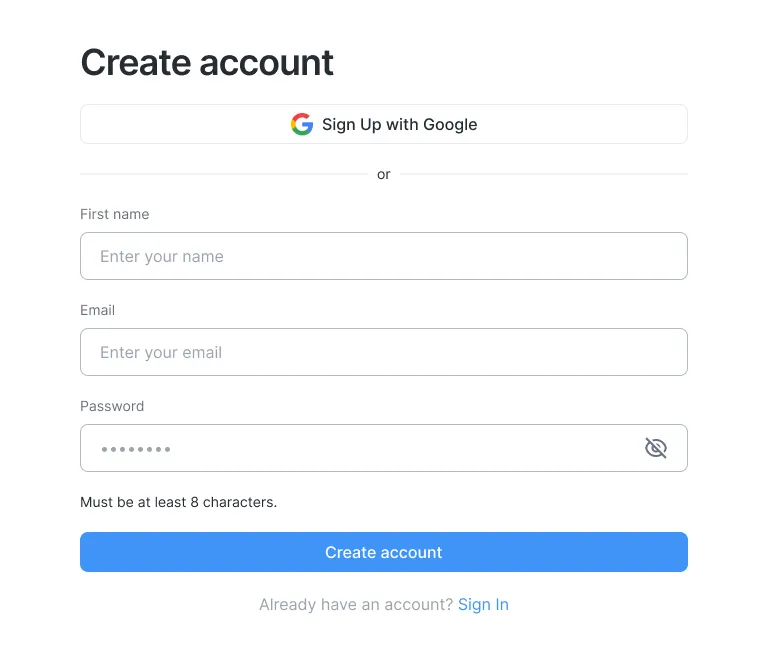 Create account
Sign Up with Google
or
First name
Enter your name
Email
Enter your email
Password
••••••••
Must be at least 8 characters.
Create account
Already have an account? Sign In